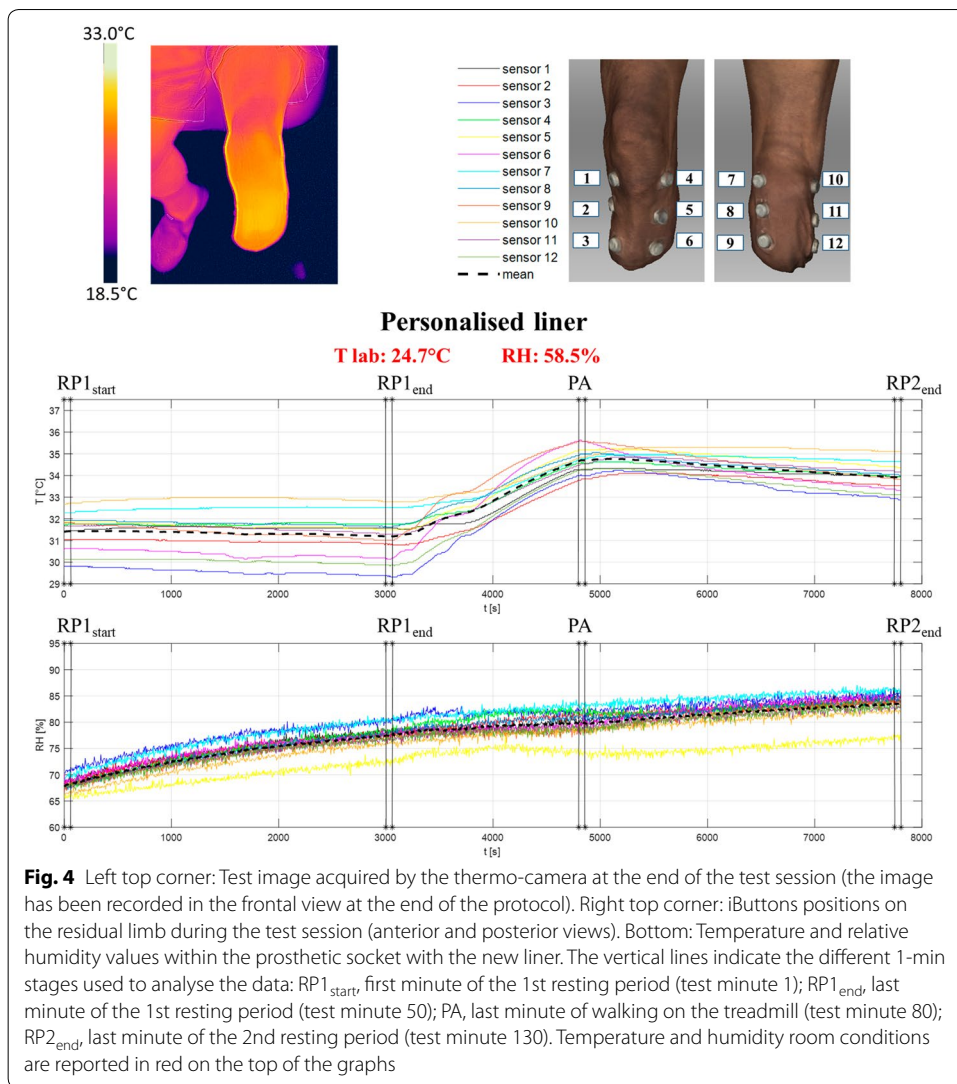 33.0°C
18.5°C
sensor 1
sensor 2
sensor 3
sensor 4
sensor 5
sensor 6
sensor 7
sensor 8
sensor 9
sensor 10
sensor 11
sensor 12
mean
1 4 7 10
2 5 8 11
3 6 9 12
Personalised liner
T lab: 24.7°C RH: 58.5%
RP1start RP1end PA RP2end
37
36
35
34
33
32
31
30
29
T [°C]
0 1000 2000 3000 4000 5000 6000 7000 8000
t [s]
RP1start RP1end PA RP2end
95
90
85
80
75
70
65
60
RH [%]
0 1000 2000 3000 4000 5000 6000 7000 8000
t [s]
Fig. 4 Left top corner: Test image acquired by the thermo-camera at the end of the test session (the image
has been recorded in the frontal view at the end of the protocol). Right top corner: iButtons positions on
the residual limb during the test session (anterior and posterior views). Bottom: Temperature and relative
humidity values within the prosthetic socket with the new liner. The vertical lines indicate the different 1-min
stages used to analyse the data: RP1start, first minute of the 1st resting period (test minute 1); RP1end, last
minute of the 1st resting period (test minute 50); PA, last minute of walking on the treadmill (test minute 80);
RP2end, last minute of the 2nd resting period (test minute 130). Temperature and humidity room conditions
are reported in red on the top of the graphs